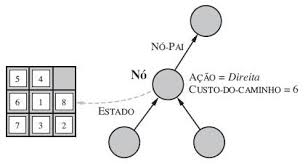 NÓ-PAI
5 4
6 1 8
7 3 2
Nó
AÇÃO = Direita
CUSTO-DO-CAMINHO = 6
ESTADO